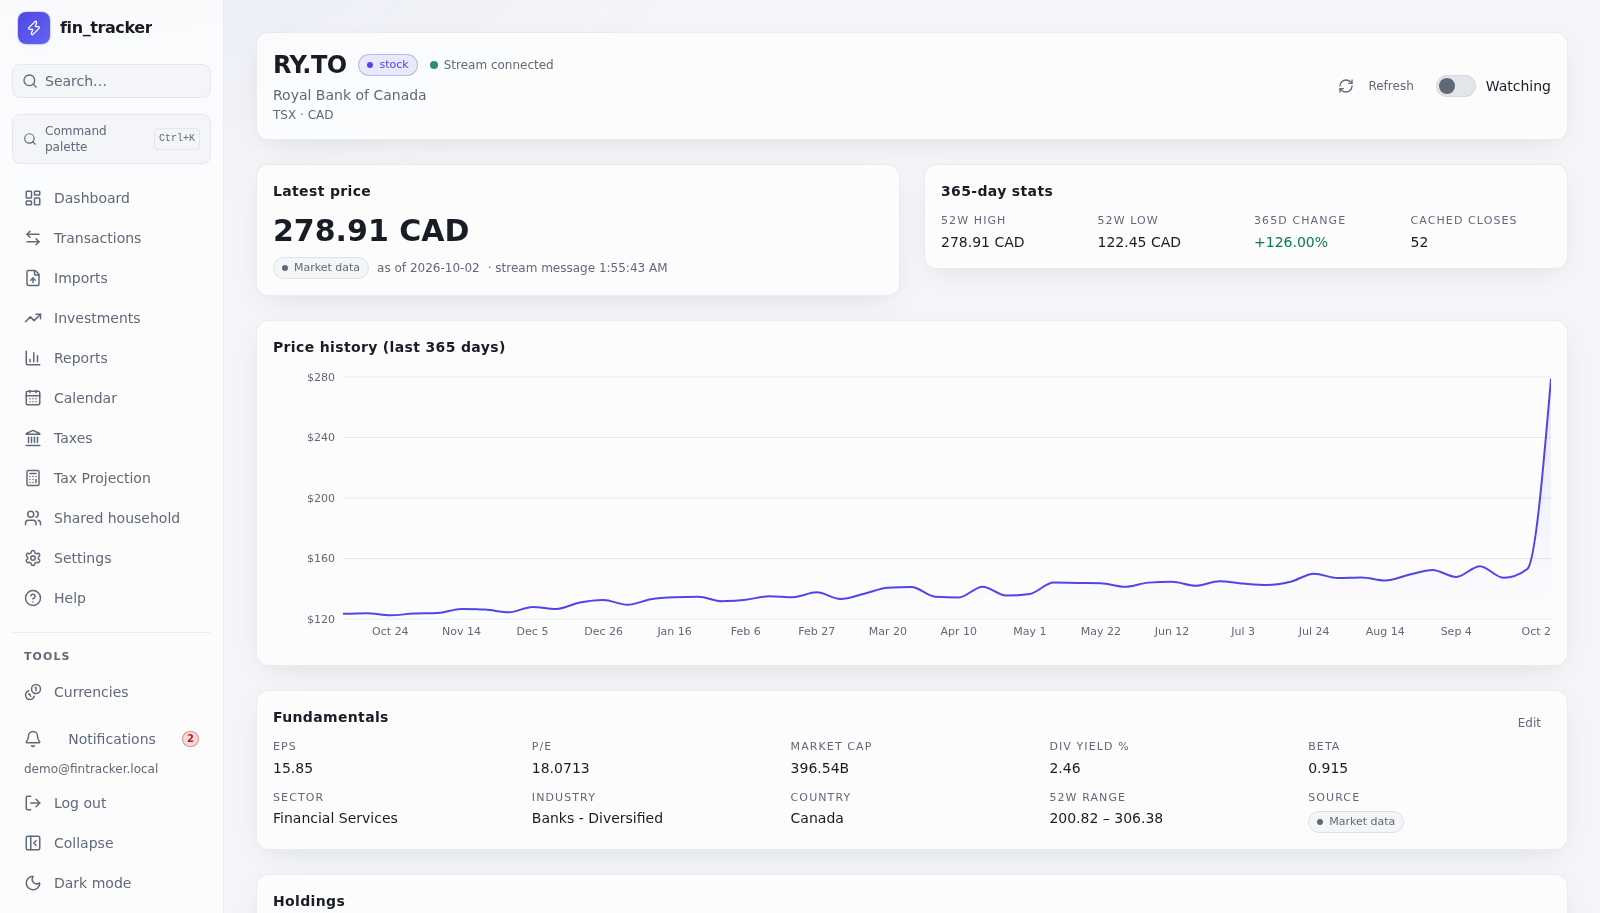 fin_tracker
Search...
Command palette
Ctrl+K
Dashboard
Transactions
Imports
Investments
Reports
Calendar
Taxes
Tax Projection
Shared household
Settings
Help
TOOLS
Currencies
Notifications 2
demo@fintracker.local
Log out
Collapse
Dark mode
RY.TO stock Stream connected
Royal Bank of Canada
TSX · CAD
Refresh Watching
Latest price
278.91 CAD
Market data as of 2026-10-02 · stream message 1:55:43 AM
365-day stats
52W HIGH 52W LOW 365D CHANGE CACHED CLOSES
278.91 CAD 122.45 CAD +126.00% 52
Price history (last 365 days)
$280
$240
$200
$160
$120
Oct 24 Nov 14 Dec 5 Dec 26 Jan 16 Feb 6 Feb 27 Mar 20 Apr 10 May 1 May 22 Jun 12 Jul 3 Jul 24 Aug 14 Sep 4 Oct 2
Fundamentals
Edit
EPS P/E MARKET CAP DIV YIELD % BETA
15.85 18.0713 396.54B 2.46 0.915
SECTOR INDUSTRY COUNTRY 52W RANGE SOURCE
Financial Services Banks - Diversified Canada 200.82 – 306.38 Market data
Holdings